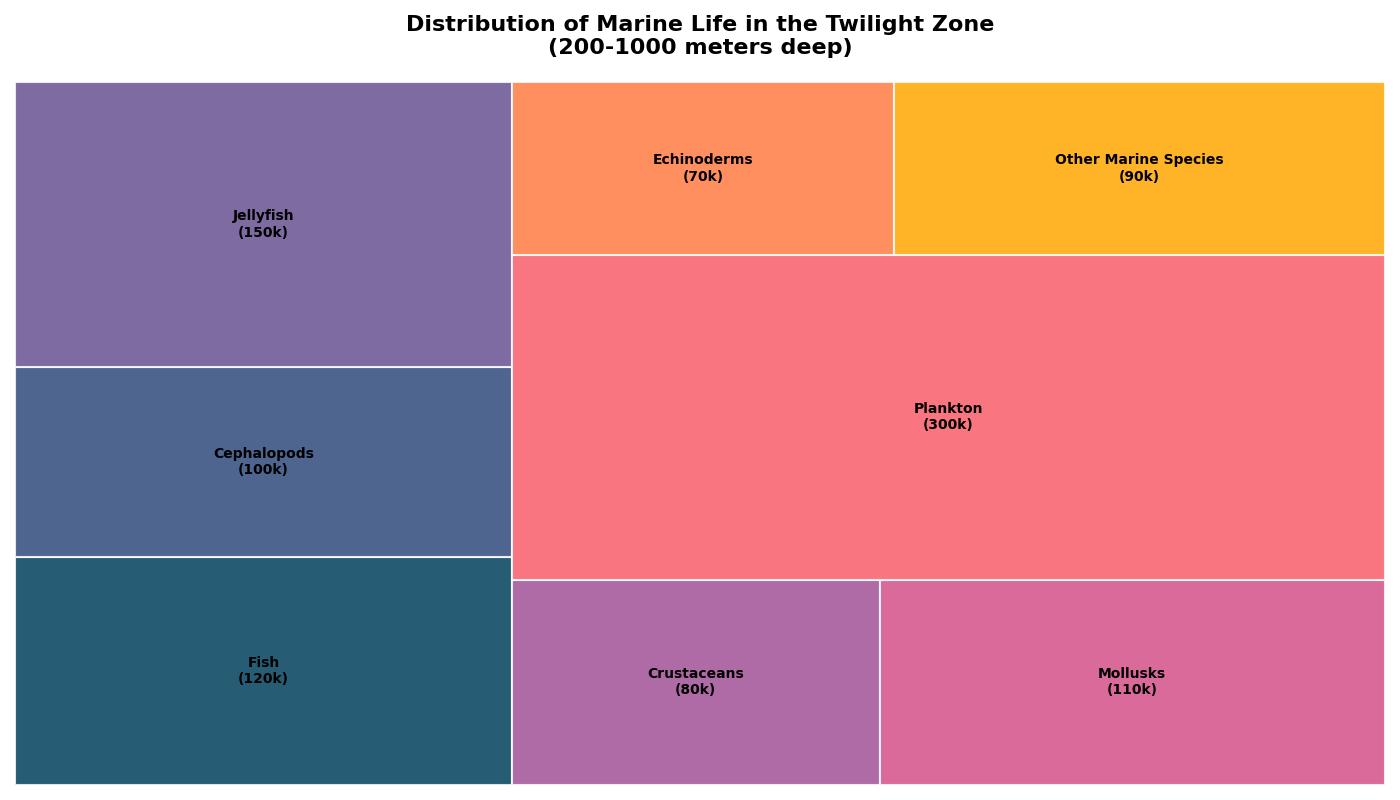 Distribution of Marine Life in the Twilight Zone
(200-1000 meters deep)
Jellyfish
(150k)
Echinoderms
(70k)
Other Marine Species
(90k)
Plankton
(300k)
Cephalopods
(100k)
Fish
(120k)
Crustaceans
(80k)
Mollusks
(110k)